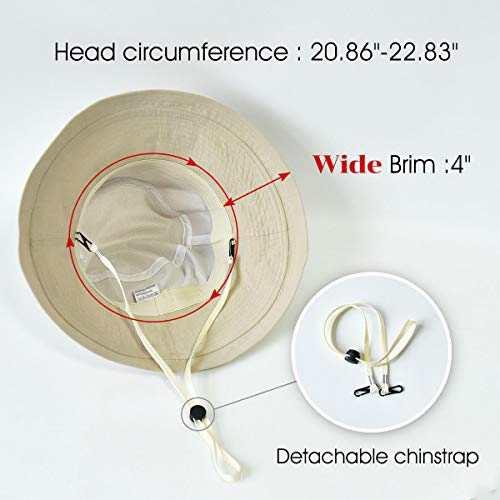 Head circumference : 20.86"-22.83"
Wide Brim :4"
Detachable chinstrap